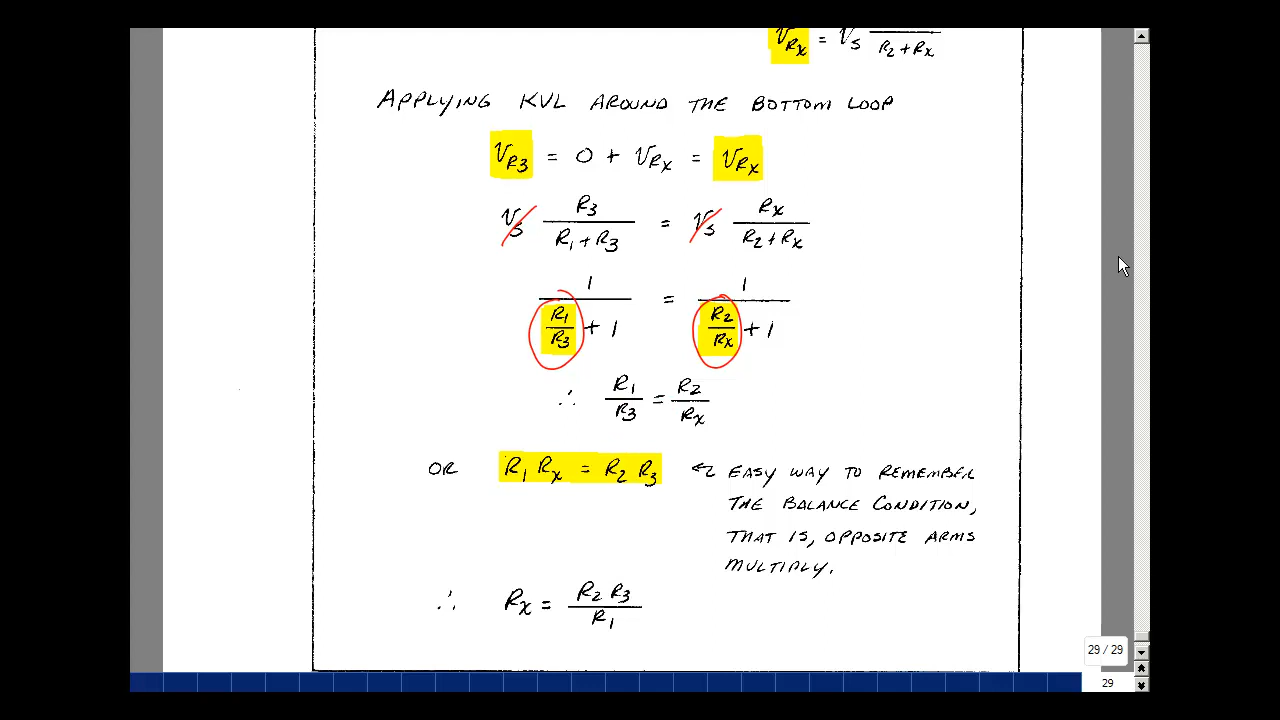 V_RX = V_S / (R_2 + R_X)
APPLYING KVL AROUND THE BOTTOM LOOP
V_R3 = 0 + V_RX = V_RX
V_S R_3 / (R_1 + R_3) = V_S R_X / (R_2 + R_X)
1 / (R_1/R_3 + 1) = 1 / (R_2/R_X + 1)
∴ R_1/R_3 = R_2/R_X
OR R_1 R_X = R_2 R_3 ← EASY WAY TO REMEMBER
THE BALANCE CONDITION,
THAT IS, OPPOSITE ARMS
MULTIPLY.
∴ R_X = R_2 R_3 / R_1
29 / 29
29